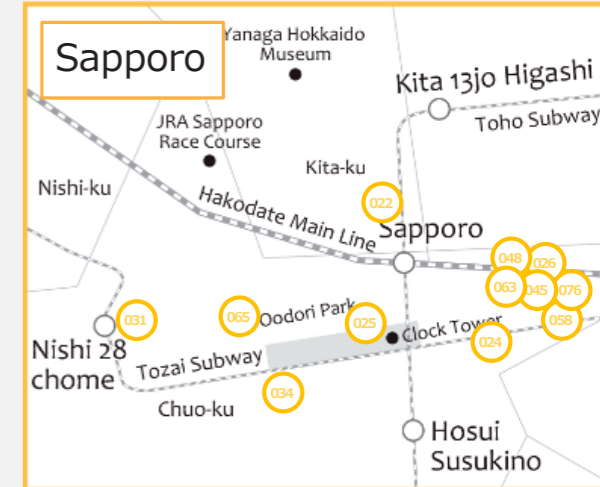 Sapporo
Yanaga Hokkaido
Museum
Kita 13jo Higashi
Toho Subway
JRA Sapporo
Race Course
Kita-ku
Nishi-ku
022
Hakodate Main Line
Sapporo
048
026
063
045
076
031
065
Oodori Park
025
058
Clock Tower
024
Nishi 28
chome
Tozai Subway
034
Chuo-ku
Hosui
Susukino